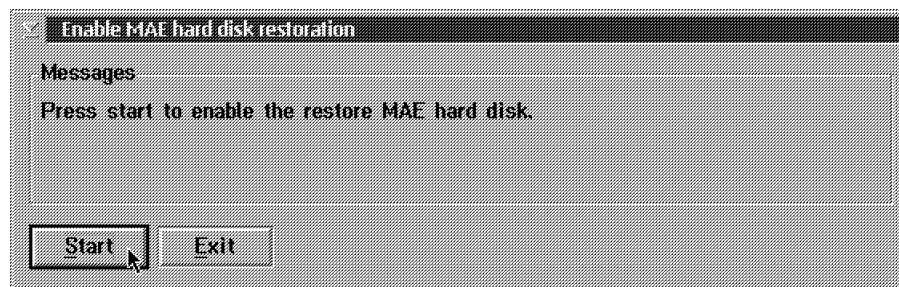 Enable MAE hard disk restoration
Messages
Press start to enable the restore MAE hard disk.
Start Exit